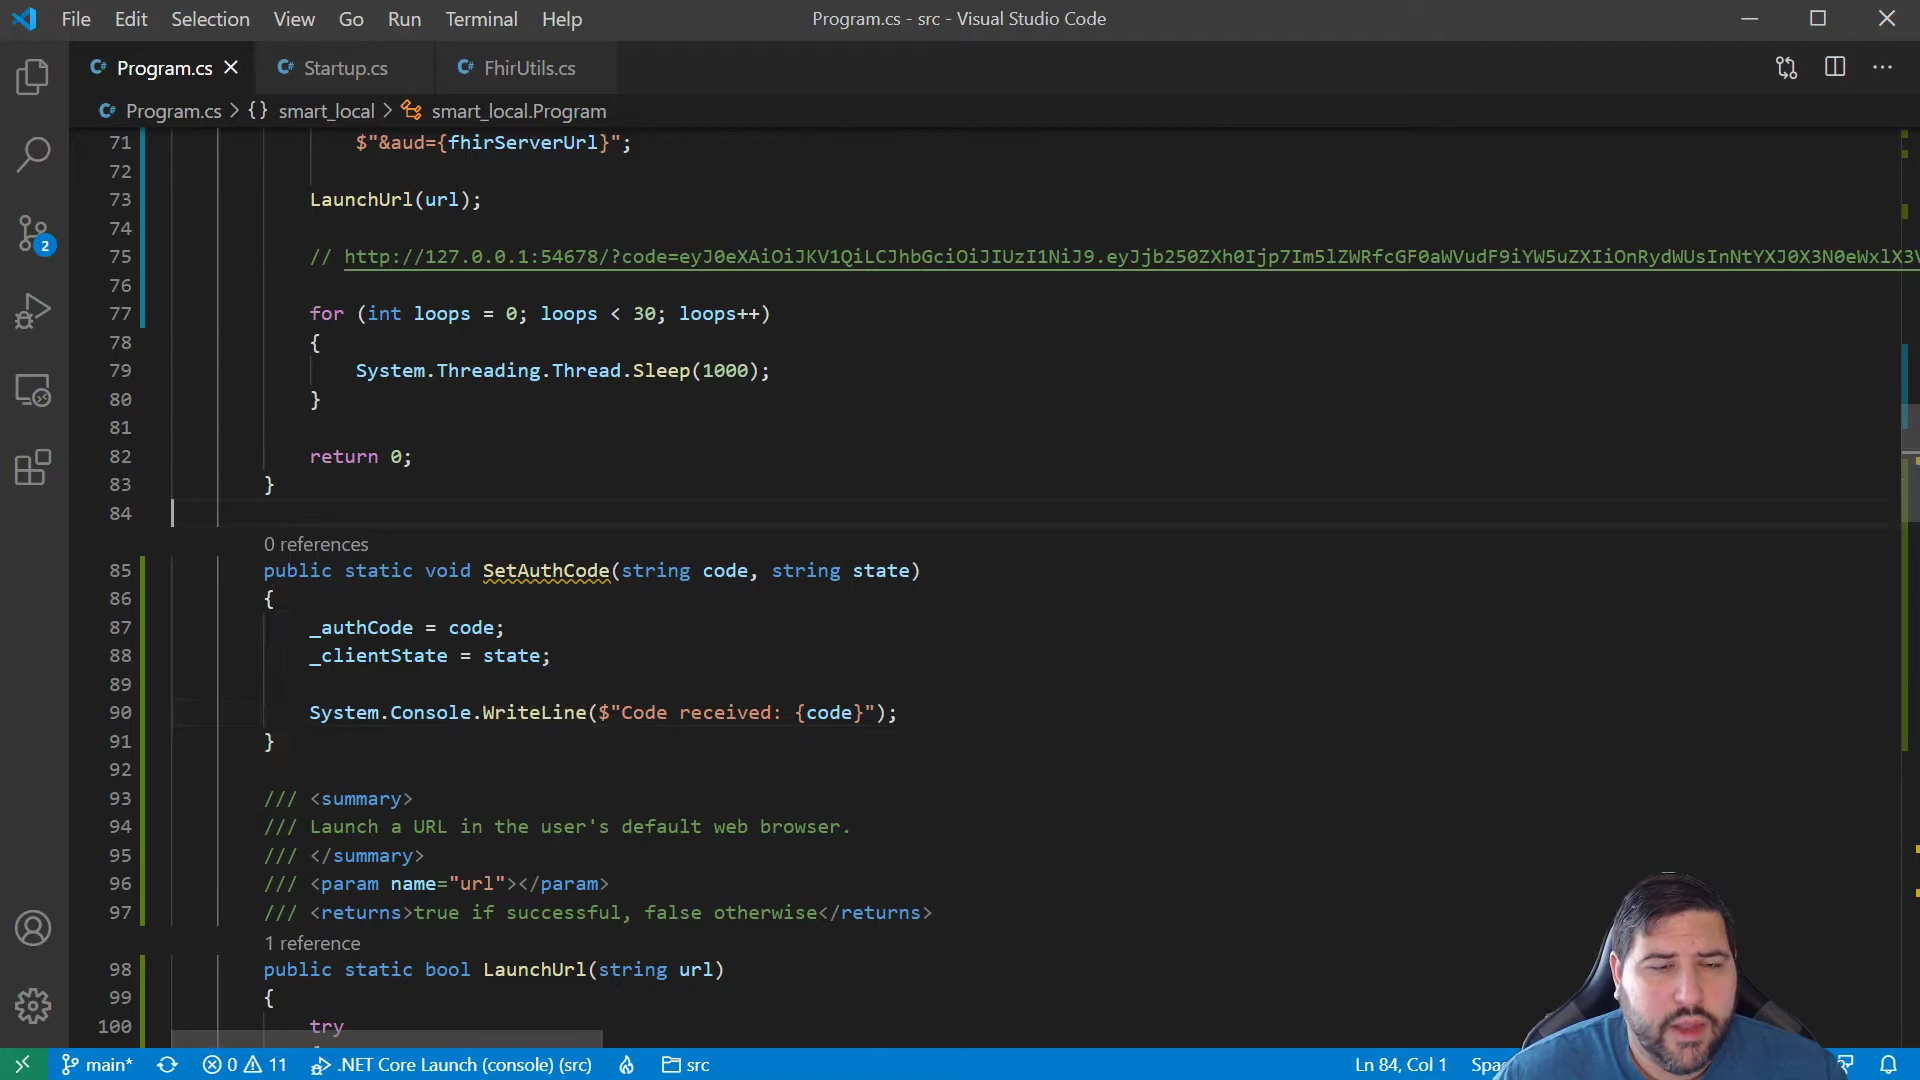 File Edit Selection View Go Run Terminal Help
Program.cs - src - Visual Studio Code
Program.cs Startup.cs FhirUtils.cs
Program.cs > {} smart_local > smart_local.Program
71 $"&aud={fhirServerUrl}";
72
73 LaunchUrl(url);
74
75 // http://127.0.0.1:54678/?code=eyJ0eXAiOiJKV1QiLCJhbGciOiJIUzI1NiJ9.eyJjb250ZXh0Ijp7Im5lZWRfcGF0aWVudF9iYW5uZXIiOnRydWUsInNtYXJ0X3N0eWxlX3V
76
77 for (int loops = 0; loops < 30; loops++)
78 {
79 System.Threading.Thread.Sleep(1000);
80 }
81
82 return 0;
83 }
84
0 references
85 public static void SetAuthCode(string code, string state)
86 {
87 _authCode = code;
88 _clientState = state;
89
90 System.Console.WriteLine($"Code received: {code}");
91 }
92
93 /// <summary>
94 /// Launch a URL in the user's default web browser.
95 /// </summary>
96 /// <param name="url"></param>
97 /// <returns>true if successful, false otherwise</returns>
1 reference
98 public static bool LaunchUrl(string url)
99 {
100 try
2
main* 0 11 .NET Core Launch (console) (src) src Ln 84, Col 1